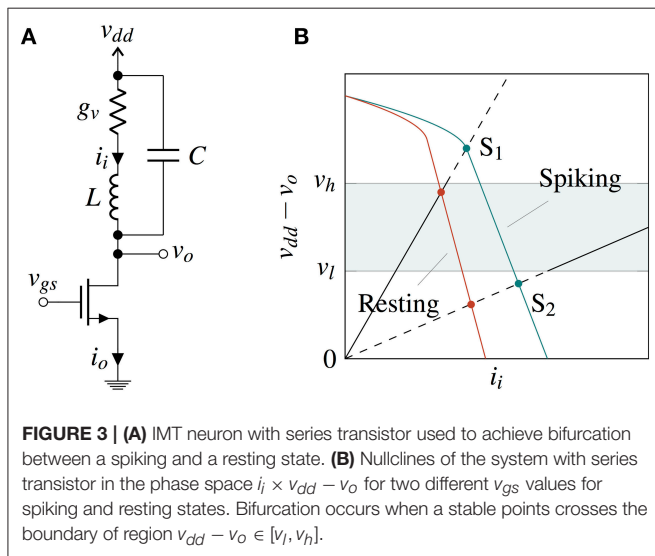 A
v_dd
g_v
i_i
C
L
v_o
v_gs
i_o
B
v_dd − v_o
v_h
v_l
0
S_1
Spiking
Resting
S_2
i_i
FIGURE 3 | (A) IMT neuron with series transistor used to achieve bifurcation
between a spiking and a resting state. (B) Nullclines of the system with series
transistor in the phase space i_i × v_dd − v_o for two different v_gs values for
spiking and resting states. Bifurcation occurs when a stable points crosses the
boundary of region v_dd − v_o ∈ [v_l, v_h].